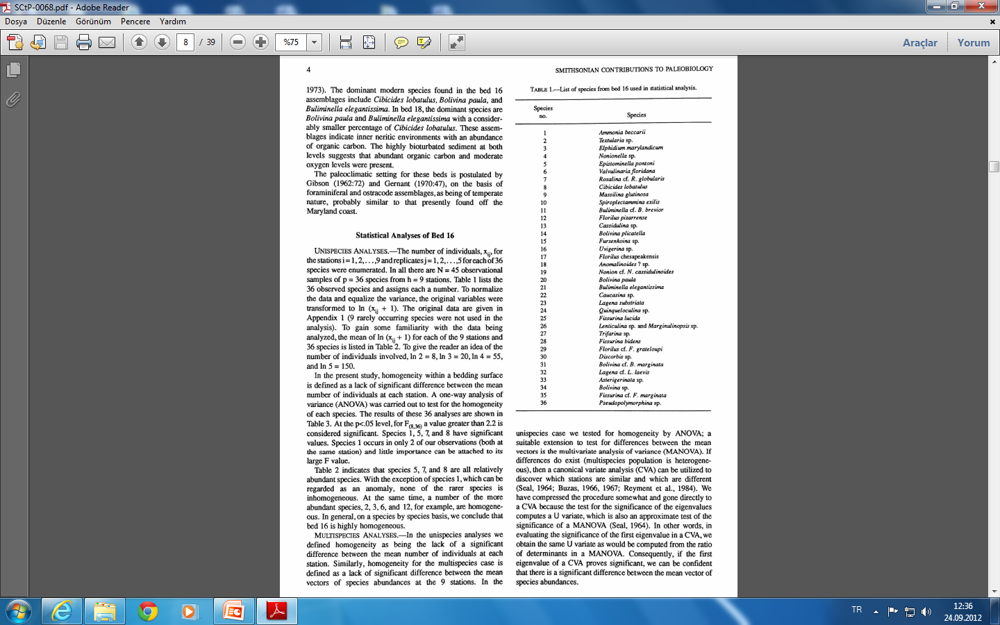 SCtP-0068.pdf - Adobe Reader
Dosya Düzenle Görünüm Pencere Yardım
8 / 39 %75 Araçlar Yorum
4 SMITHSONIAN CONTRIBUTIONS TO PALEOBIOLOGY
1973). The dominant modern species found in the bed 16
assemblages include Cibicides lobatulus, Bolivina paula, and
Buliminella elegantissima. In bed 18, the dominant species are
Bolivina paula and Buliminella elegantissima with a consider-
ably smaller percentage of Cibicides lobatulus. These assem-
blages indicate inner neritic environments with an abundance
of organic carbon. The highly bioturbated sediment at both
levels suggests that abundant organic carbon and moderate
oxygen levels were present.
The paleoclimatic setting for these beds is postulated by
Gibson (1962:72) and Gernant (1970:47), on the basis of
foraminiferal and ostracode assemblages, as being of temperate
nature, probably similar to that presently found off the
Maryland coast.
Statistical Analyses of Bed 16
UNISPECIES ANALYSES.—The number of individuals, xij, for
the stations i = 1, 2, . . . ,9 and replicates j = 1, 2, . . . ,5 for each of 36
species were enumerated. In all there are N = 45 observational
samples of p = 36 species from h = 9 stations. Table 1 lists the
36 observed species and assigns each a number. To normalize
the data and equalize the variance, the original variables were
transformed to ln (xij + 1). The original data are given in
Appendix 1 (9 rarely occurring species were not used in the
analysis). To gain some familiarity with the data being
analyzed, the mean of ln (xij + 1) for each of the 9 stations and
36 species is listed in Table 2. To give the reader an idea of the
number of individuals involved, ln 2 = 8, ln 3 = 20, ln 4 = 55,
and ln 5 = 150.
In the present study, homogeneity within a bedding surface
is defined as a lack of significant difference between the mean
number of individuals at each station. A one-way analysis of
variance (ANOVA) was carried out to test for the homogeneity
of each species. The results of these 36 analyses are shown in
Table 3. At the p<.05 level, for F(8,36) a value greater than 2.2 is
considered significant. Species 1, 5, 7, and 8 have significant
values. Species 1 occurs in only 2 of our observations (both at
the same station) and little importance can be attached to its
large F value.
Table 2 indicates that species 5, 7, and 8 are all relatively
abundant species. With the exception of species 1, which can be
regarded as an anomaly, none of the rarer species is
inhomogeneous. At the same time, a number of the more
abundant species, 2, 3, 6, and 12, for example, are homogene-
ous. In general, on a species by species basis, we conclude that
bed 16 is highly homogeneous.
MULTISPECIES ANALYSES.—In the unispecies analyses we
defined homogeneity as being the lack of a significant
difference between the mean number of individuals at each
station. Similarly, homogeneity for the multispecies case is
defined as a lack of significant difference between the mean
vectors of species abundances at the 9 stations. In the
TABLE 1.—List of species from bed 16 used in statistical analysis.
Species
no. Species
1 Ammonia beccarii
2 Textularia sp.
3 Elphidium marylandicum
4 Nonionella sp.
5 Epistominella pontoni
6 Valvulinaria floridana
7 Rosalina cf. R. globularis
8 Cibicides lobatulus
9 Massilina glutinosa
10 Spiroplectammina exilis
11 Buliminella cf. B. brevior
12 Florilus pizarrense
13 Cassidulina sp.
14 Bolivina plicatella
15 Fursenkoina sp.
16 Uvigerina sp.
17 Florilus chesapeakensis
18 Anomalinoides ? sp.
19 Nonion cf. N. cassidulinoides
20 Bolivina paula
21 Buliminella elegantissima
22 Caucasina sp.
23 Lagena substriata
24 Quinqueloculina sp.
25 Fissurina lucida
26 Lenticulina sp. and Marginulinopsis sp.
27 Trifarina sp.
28 Fissurina bidens
29 Florilus cf. F. grateloupi
30 Discorbis sp.
31 Bolivina cf. B. marginata
32 Lagena cf. L. laevis
33 Asterigerinata sp.
34 Bolivina sp.
35 Fissurina cf. F. marginata
36 Pseudopolymorphina sp.
unispecies case we tested for homogeneity by ANOVA; a
suitable extension to test for differences between the mean
vectors is the multivariate analysis of variance (MANOVA). If
differences do exist (multispecies population is heterogene-
ous), then a canonical variate analysis (CVA) can be utilized to
discover which stations are similar and which are different
(Seal, 1964; Buzas, 1966, 1967; Reyment et al., 1984). We
have compressed the procedure somewhat and gone directly to
a CVA because the test for the significance of the eigenvalues
computes a U variate, which is also an approximate test of the
significance of a MANOVA (Seal, 1964). In other words, in
evaluating the significance of the first eigenvalue in a CVA, we
obtain the same U variate as would be computed from the ratio
of determinants in a MANOVA. Consequently, if the first
eigenvalue of a CVA proves significant, we can be confident
that there is a significant difference between the mean vector of
species abundances.
TR 12:36
24.09.2012